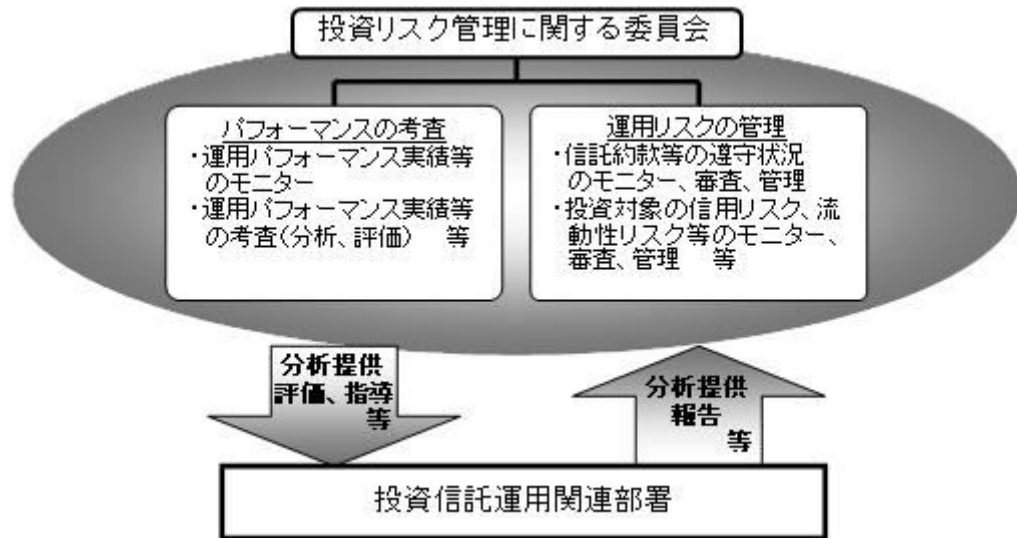 投資リスク管理に関する委員会
パフォーマンスの考査
・運用パフォーマンス実績等
のモニター
・運用パフォーマンス実績等
の考査(分析、評価) 等
運用リスクの管理
・信託約款等の遵守状況
のモニター、審査、管理
・投資対象の信用リスク、流
動性リスク等のモニター、
審査、管理 等
分析提供
評価、指導
等
分析提供
報告
等
投資信託運用関連部署